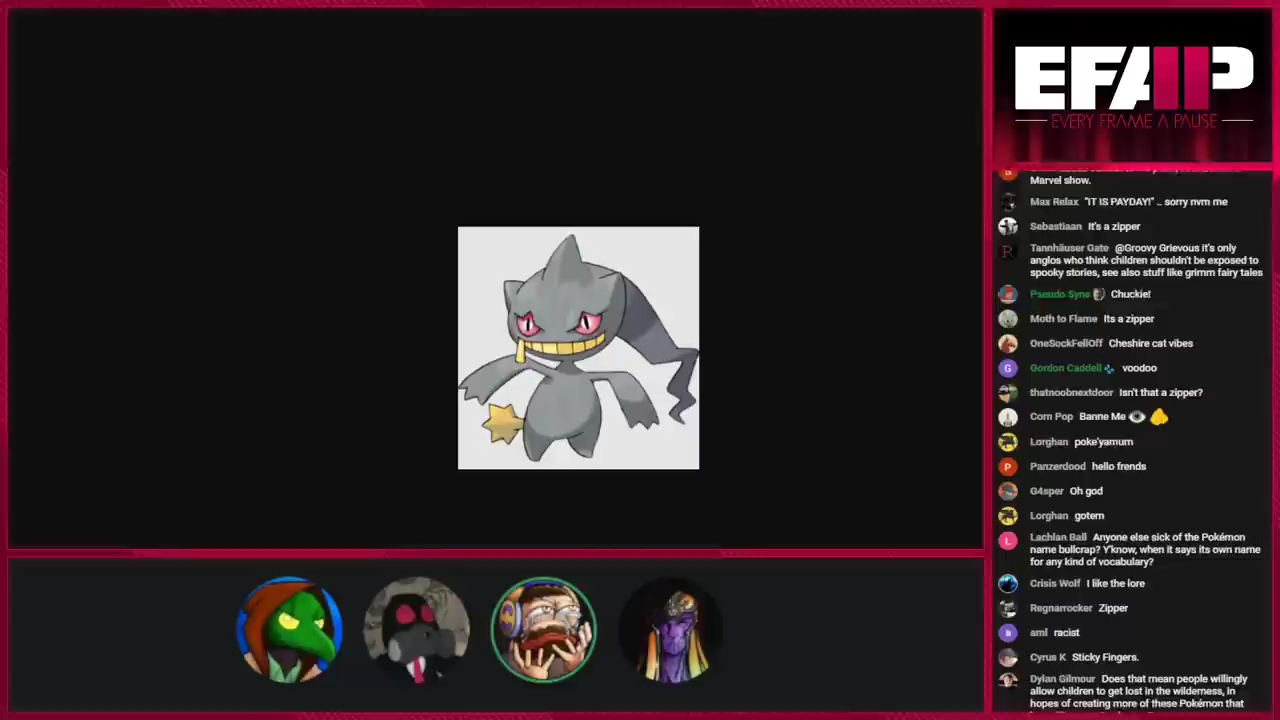 EFAP
EVERY FRAME A PAUSE
Marvel show.
Max Relax "IT IS PAYDAY!" .. sorry nvm me
Sebastiaan It's a zipper
Tannhäuser Gate @Groovy Grievous it's only
anglos who think children shouldn't be exposed to
spooky stories, see also stuff like grimm fairy tales
Pseudo Syne Chuckie!
Moth to Flame Its a zipper
OneSockFellOff Cheshire cat vibes
Gordon Caddell voodoo
thatnoobnextdoor Isn't that a zipper?
Corn Pop Banne Me
Lorghan poke'yamum
Panzerdood hello frends
G4sper Oh god
Lorghan gotem
Lachlan Ball Anyone else sick of the Pokémon
name bullcrap? Y'know, when it says its own name
for any kind of vocabulary?
Crisis Wolf I like the lore
Regnarrocker Zipper
racist
Cyrus K Sticky Fingers.
Dylan Gilmour Does that mean people willingly
allow children to get lost in the wilderness, in
hopes of creating more of these Pokémon that